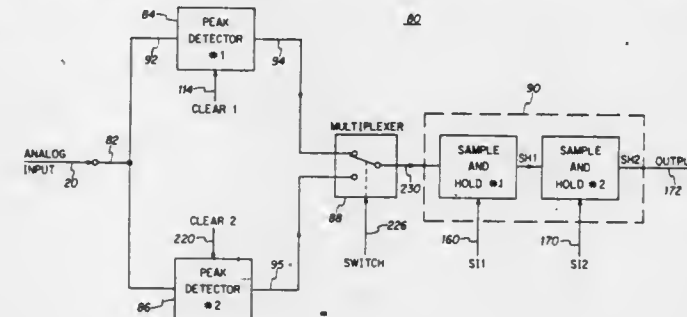 80
84
PEAK
DETECTOR
#1
92
94
114
CLEAR 1
90
MULTIPLEXER
ANALOG
INPUT
82
20
SAMPLE
AND
HOLD #1
SH1
SAMPLE
AND
HOLD #2
SH2
OUTPUT
172
230
88
CLEAR 2
220
226
160
170
SWITCH
SI1
SI2
PEAK
DETECTOR
#2
95
86